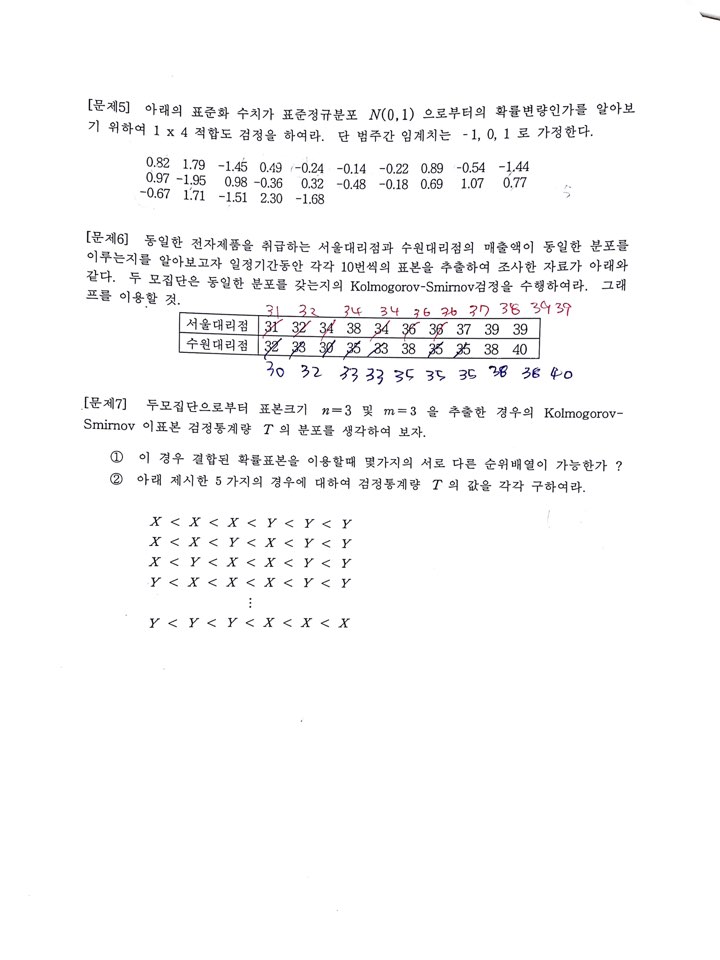 [문제5] 아래의 표준화 수치가 표준정규분포 N(0,1) 으로부터의 확률변량인가를 알아보
기 위하여 1 x 4 적합도 검정을 하여라. 단 범주간 임계치는 -1, 0, 1 로 가정한다.
0.82 1.79 -1.45 0.49 -0.24 -0.14 -0.22 0.89 -0.54 -1.44
0.97 -1.95 0.98 -0.36 0.32 -0.48 -0.18 0.69 1.07 0.77
-0.67 1.71 -1.51 2.30 -1.68
[문제6] 동일한 전자제품을 취급하는 서울대리점과 수원대리점의 매출액이 동일한 분포를
이루는지를 알아보고자 일정기간동안 각각 10번씩의 표본을 추출하여 조사한 자료가 아래와
같다. 두 모집단은 동일한 분포를 갖는지의 Kolmogorov-Smirnov검정을 수행하여라. 그래
프를 이용할 것.
31 32 34 34 36 36 37 38 39 39
서울대리점 31 32 34 38 34 36 36 37 39 39
수원대리점 32 33 30 35 33 38 35 35 38 40
30 32 33 33 35 35 35 38 38 40
[문제7] 두모집단으로부터 표본크기 n=3 및 m=3 을 추출한 경우의 Kolmogorov-
Smirnov 이표본 검정통계량 T 의 분포를 생각하여 보자.
① 이 경우 결합된 확률표본을 이용할때 몇가지의 서로 다른 순위배열이 가능한가 ?
② 아래 제시한 5 가지의 경우에 대하여 검정통계량 T 의 값을 각각 구하여라.
X < X < X < Y < Y < Y
X < X < Y < X < Y < Y
X < Y < X < X < Y < Y
Y < X < X < X < Y < Y
⋮
Y < Y < Y < X < X < X